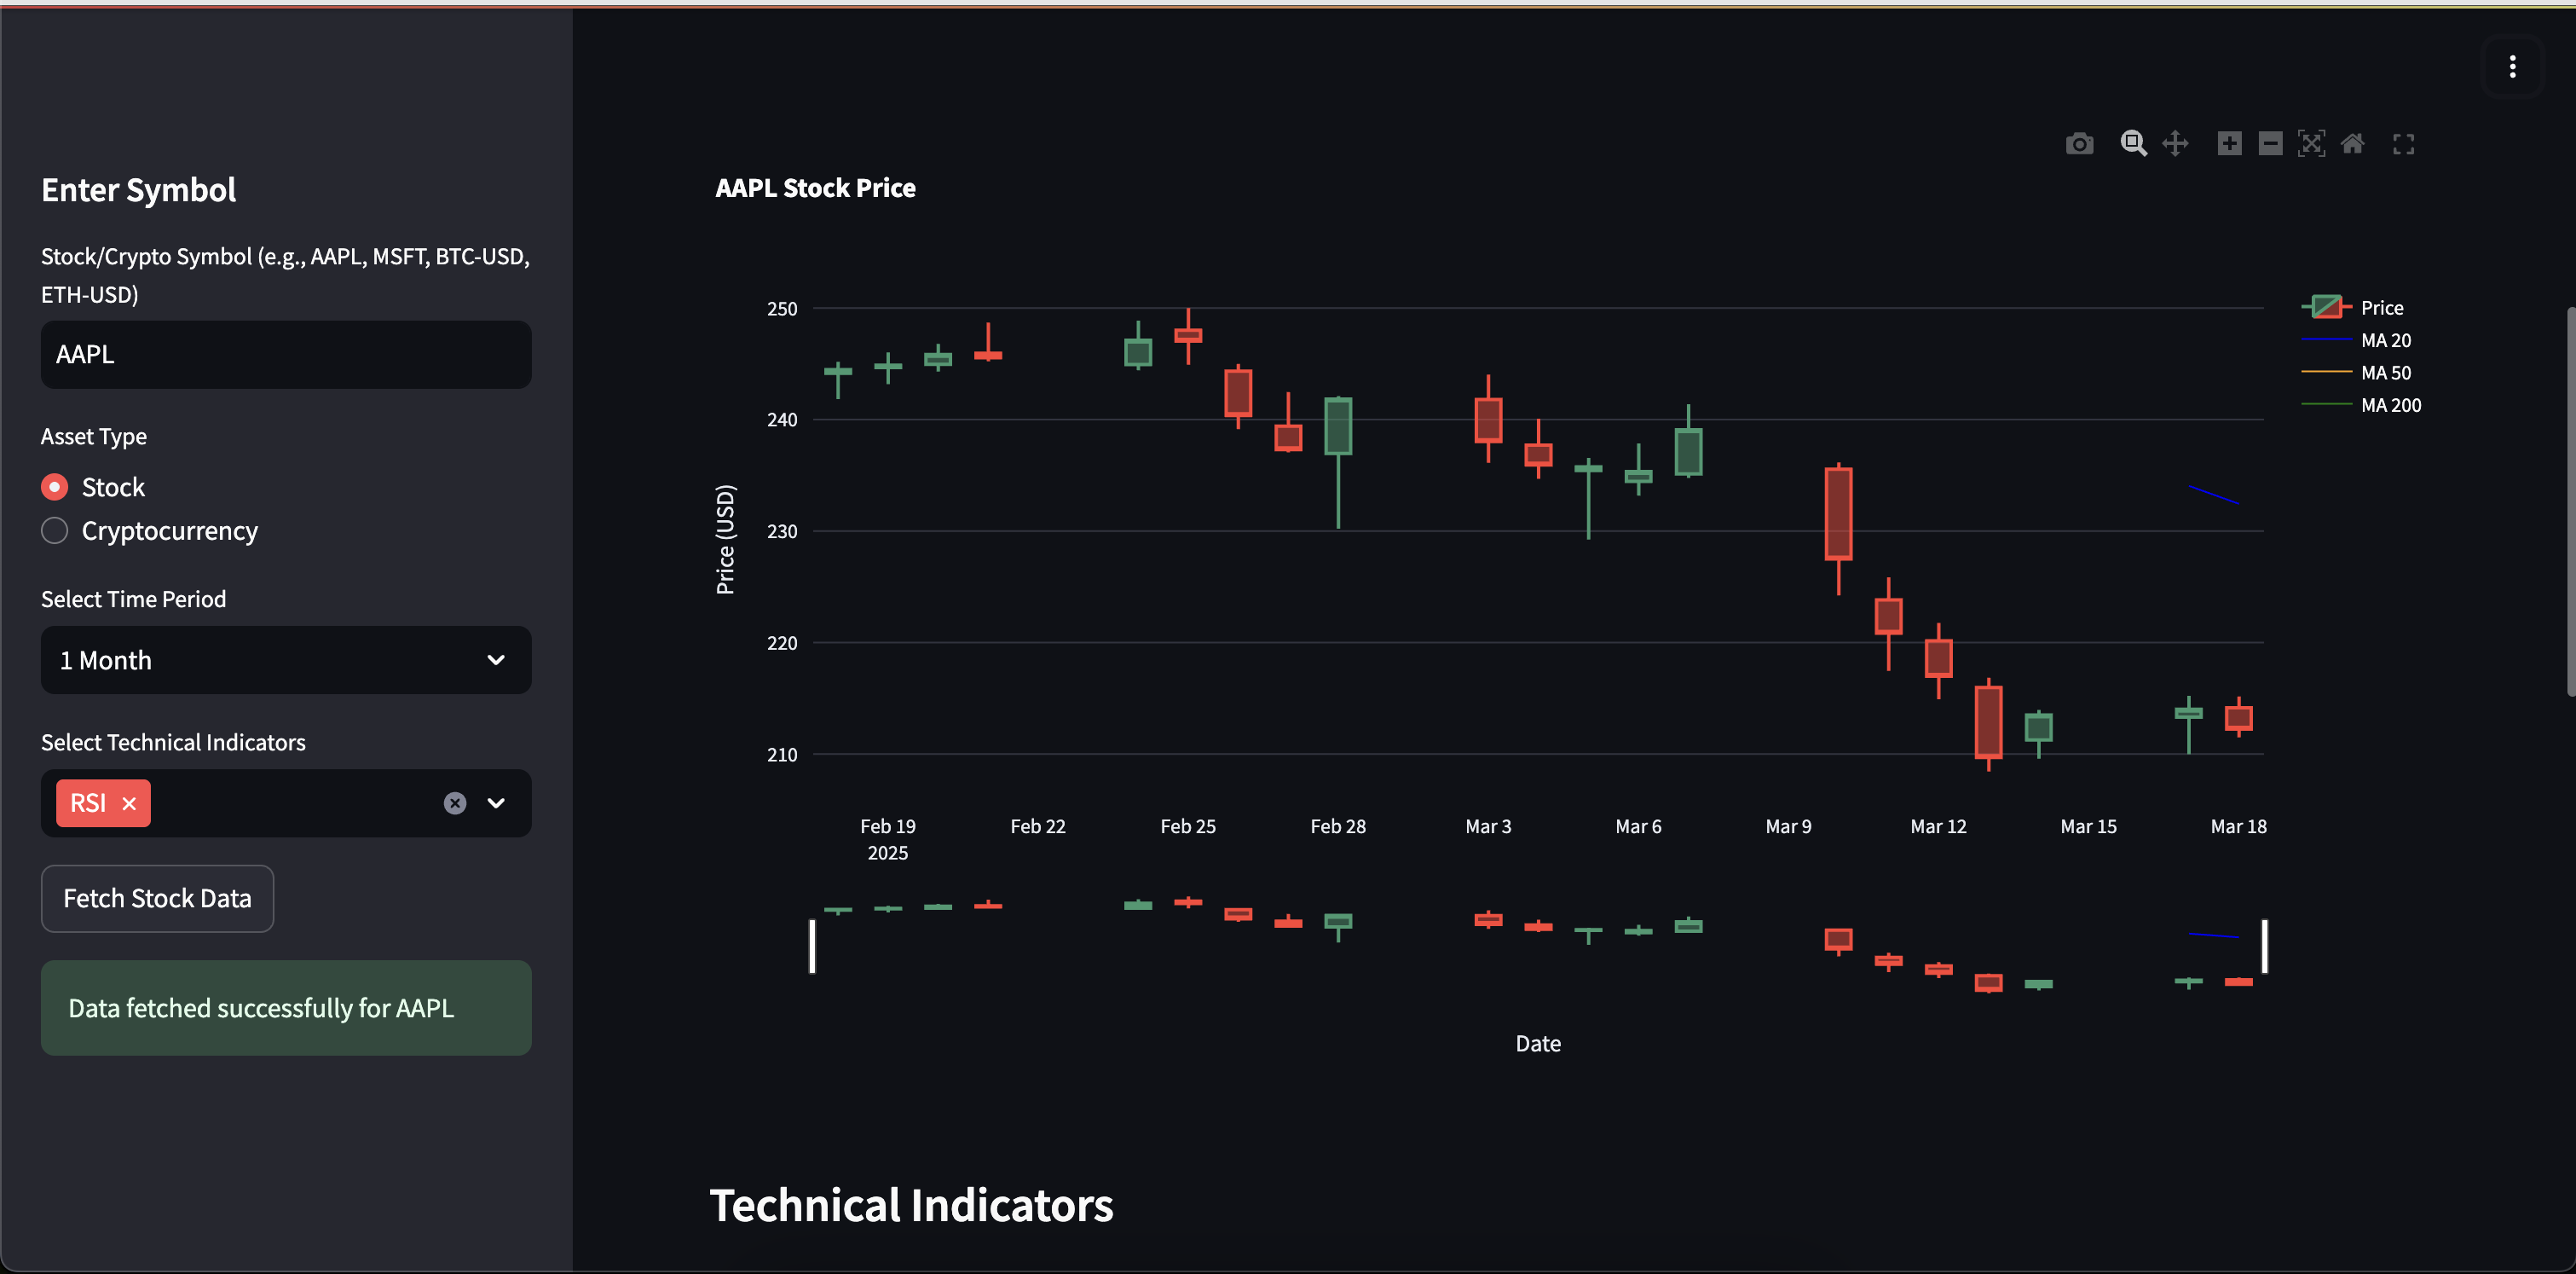 Enter Symbol
Stock/Crypto Symbol (e.g., AAPL, MSFT, BTC-USD,
ETH-USD)
AAPL
Asset Type
Stock
Cryptocurrency
Select Time Period
1 Month
Select Technical Indicators
RSI
Fetch Stock Data
Data fetched successfully for AAPL
AAPL Stock Price
Price (USD)
250
240
230
220
210
Feb 19
2025
Feb 22
Feb 25
Feb 28
Mar 3
Mar 6
Mar 9
Mar 12
Mar 15
Mar 18
Date
Price
MA 20
MA 50
MA 200
Technical Indicators